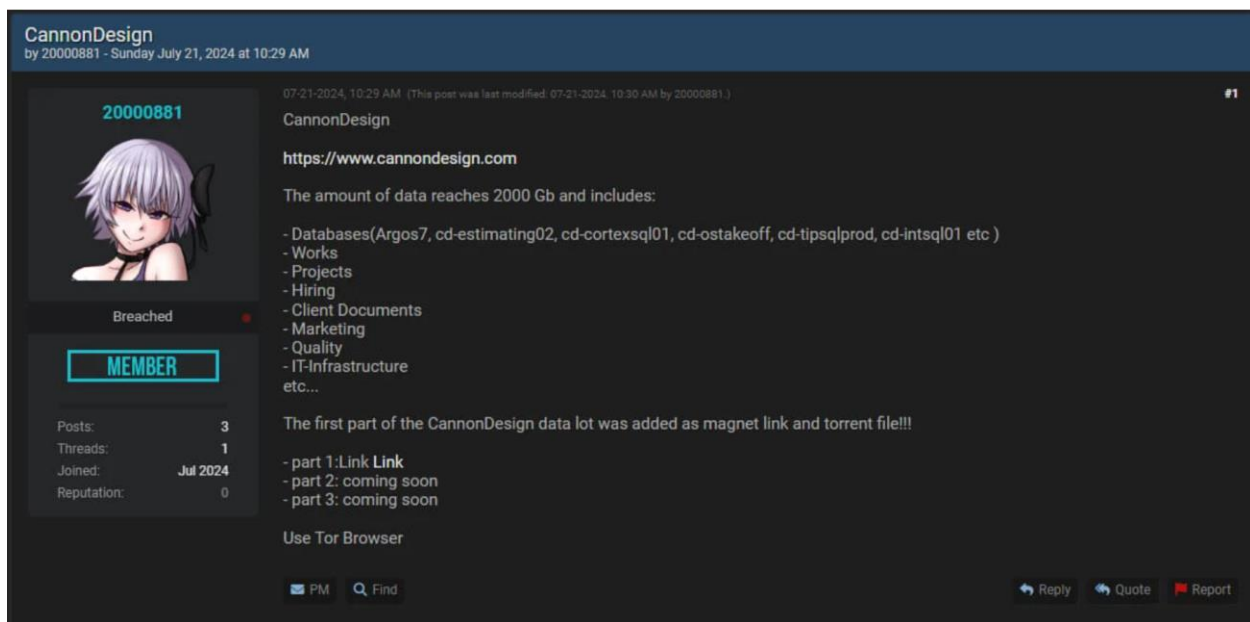 CannonDesign
by 20000881 - Sunday July 21, 2024 at 10:29 AM
20000881
Breached
MEMBER
Posts: 3
Threads: 1
Joined: Jul 2024
Reputation: 0
07-21-2024, 10:29 AM (This post was last modified: 07-21-2024, 10:30 AM by 20000881.)
#1
CannonDesign
https://www.cannondesign.com
The amount of data reaches 2000 Gb and includes:
- Databases(Argos7, cd-estimating02, cd-cortexsql01, cd-ostakeoff, cd-tipsqlprod, cd-intsql01 etc )
- Works
- Projects
- Hiring
- Client Documents
- Marketing
- Quality
- IT-Infrastructure
etc...
The first part of the CannonDesign data lot was added as magnet link and torrent file!!!
- part 1:Link Link
- part 2: coming soon
- part 3: coming soon
Use Tor Browser
PM Find Reply Quote Report